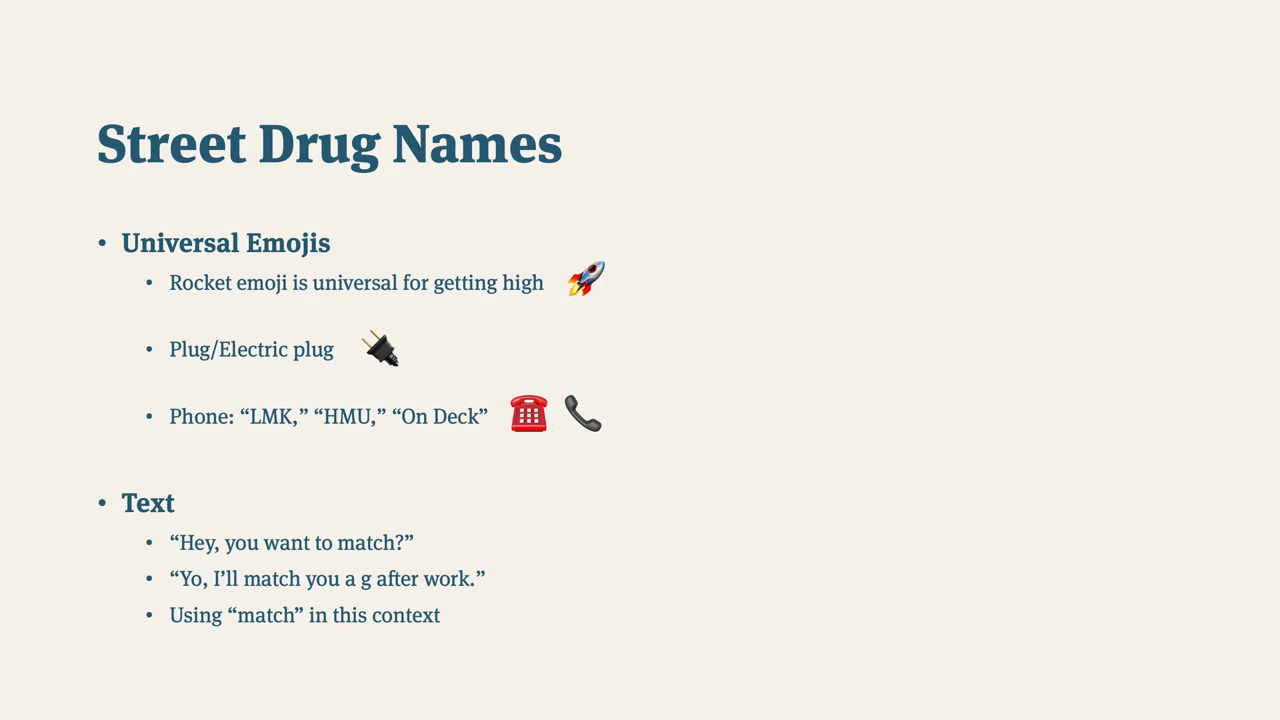 Street Drug Names
• Universal Emojis
• Rocket emoji is universal for getting high 🚀
• Plug/Electric plug 🔌
• Phone: “LMK,” “HMU,” “On Deck” ☎️ 📞
• Text
• “Hey, you want to match?”
• “Yo, I’ll match you a g after work.”
• Using “match” in this context